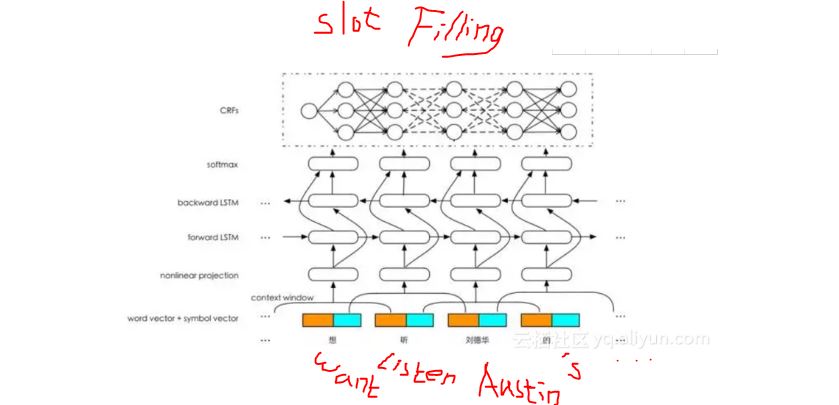 slot Filling
CRFs
softmax
backward LSTM ... ...
forward LSTM ... ...
nonlinear projection
context window
word vector + symbol vector ... ...
... 想 听 刘德华 的 ...
云栖社区 yq.aliyun.com
want Listen Austin's ...